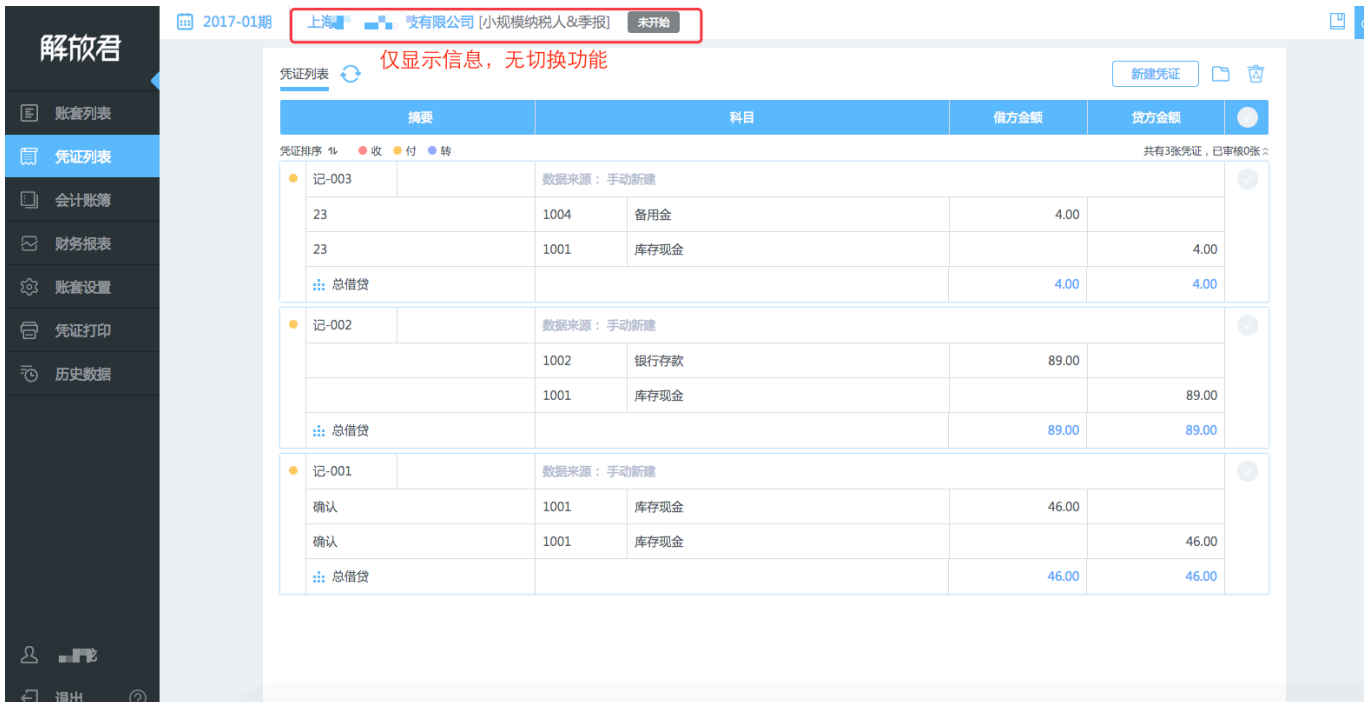 解放君
2017-01期
上海 有限公司 [小规模纳税人&季报] 未开始
仅显示信息，无切换功能
账套列表
凭证列表
会计账簿
财务报表
账套设置
凭证打印
历史数据
退出
凭证列表 新建凭证
摘要 科目 借方金额 贷方金额
凭证排序 收 付 转 共有3张凭证，已审核0张
记-003 数据来源： 手动新建
23 1004 备用金 4.00
23 1001 库存现金 4.00
总借贷 4.00 4.00
记-002 数据来源： 手动新建
1002 银行存款 89.00
1001 库存现金 89.00
总借贷 89.00 89.00
记-001 数据来源： 手动新建
确认 1001 库存现金 46.00
确认 1001 库存现金 46.00
总借贷 46.00 46.00